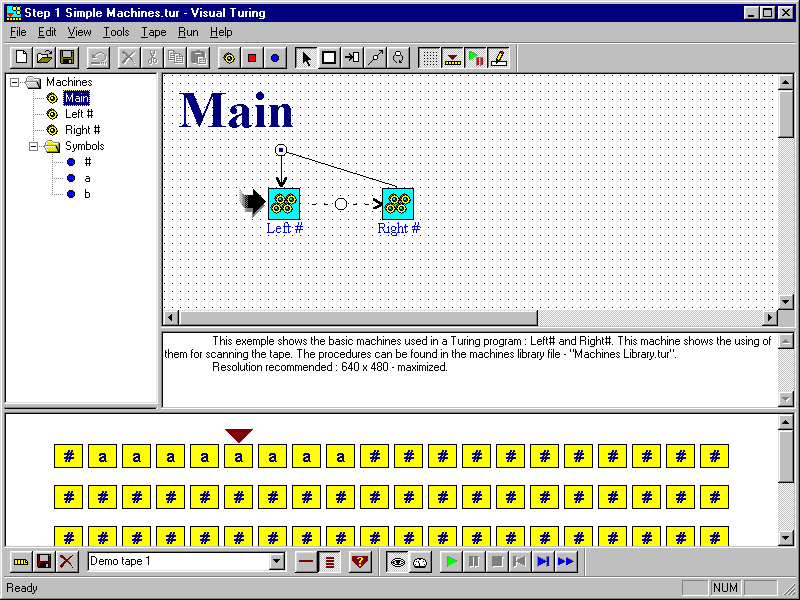 Step 1 Simple Machines.tur - Visual Turing
File Edit View Tools Tape Run Help
Machines
Main
Left #
Right #
Symbols
#
a
b
Main
Left #
Right #
This exemple shows the basic machines used in a Turing program : Left# and Right#. This machine shows the using of
them for scanning the tape. The procedures can be found in the machines library file - "Machines Library.tur".
Resolution recommended : 640 x 480 - maximized.
# a a a a a a a a # # # # # # # # # # #
# # # # # # # # # # # # # # # # # # # #
# # # # # # # # # # # # # # # # # # # #
Demo tape 1
?
Ready
NUM